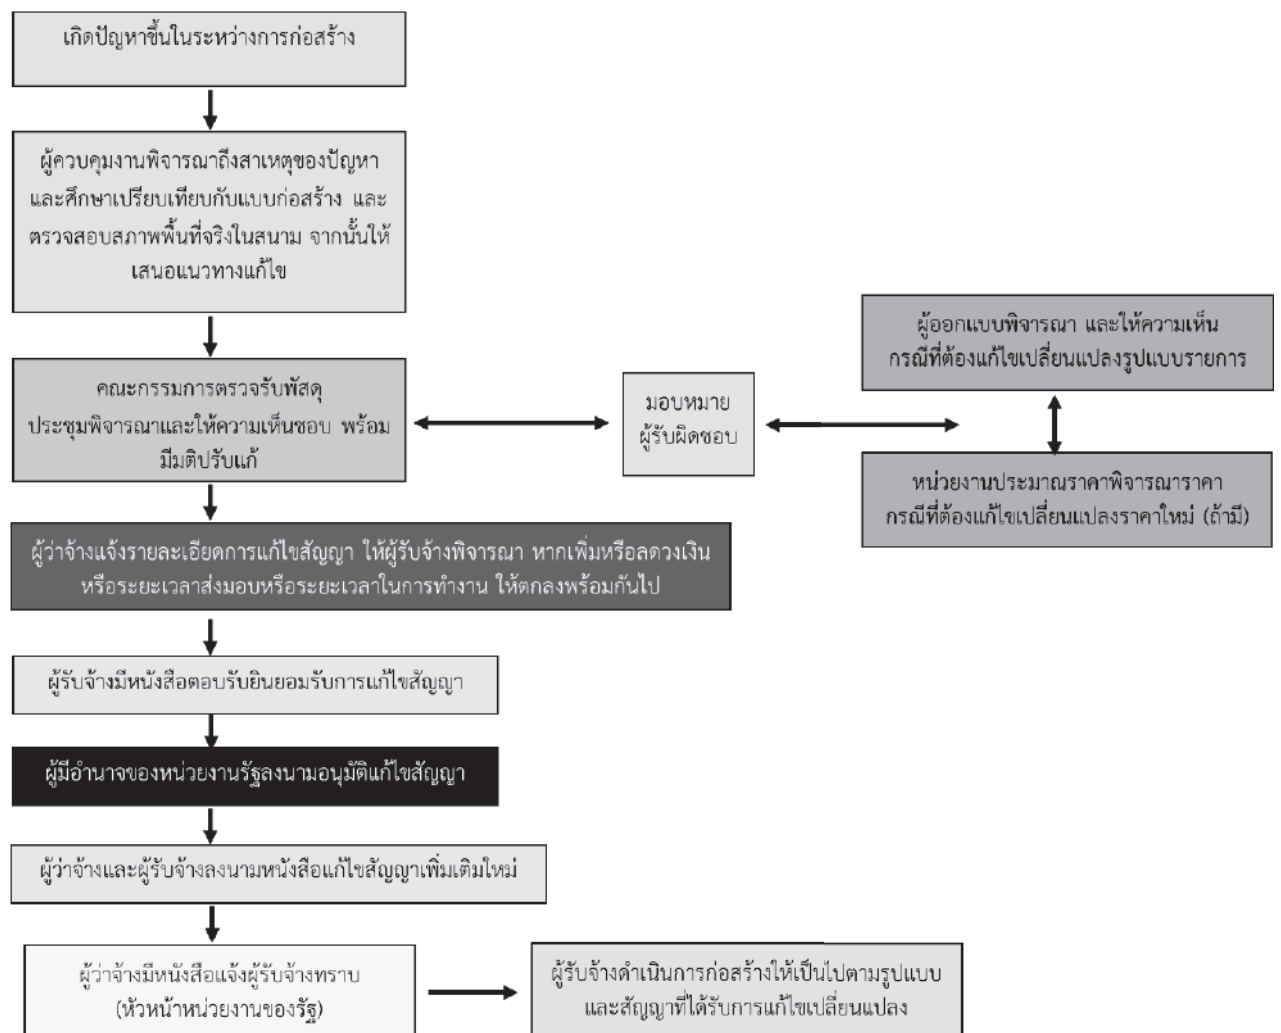 เกิดปัญหาขึ้นในระหว่างการก่อสร้าง
ผู้ควบคุมงานพิจารณาถึงสาเหตุของปัญหา
และศึกษาเปรียบเทียบกับแบบก่อสร้าง และ
ตรวจสอบสภาพพื้นที่จริงในสนาม จากนั้นให้
เสนอแนวทางแก้ไข
คณะกรรมการตรวจรับพัสดุ
ประชุมพิจารณาและให้ความเห็นชอบ พร้อม
มีมติปรับแก้
มอบหมาย
ผู้รับผิดชอบ
ผู้ออกแบบพิจารณา และให้ความเห็น
กรณีที่ต้องแก้ไขเปลี่ยนแปลงรูปแบบรายการ
หน่วยงานประมาณราคาพิจารณาราคา
กรณีที่ต้องแก้ไขเปลี่ยนแปลงราคาใหม่ (ถ้ามี)
ผู้ว่าจ้างแจ้งรายละเอียดการแก้ไขสัญญา ให้ผู้รับจ้างพิจารณา หากเพิ่มหรือลดวงเงิน
หรือระยะเวลาส่งมอบหรือระยะเวลาในการทำงาน ให้ตกลงพร้อมกันไป
ผู้รับจ้างมีหนังสือตอบรับยินยอมรับการแก้ไขสัญญา
ผู้มีอำนาจของหน่วยงานรัฐลงนามอนุมัติแก้ไขสัญญา
ผู้ว่าจ้างและผู้รับจ้างลงนามหนังสือแก้ไขสัญญาเพิ่มเติมใหม่
ผู้ว่าจ้างมีหนังสือแจ้งผู้รับจ้างทราบ
(หัวหน้าหน่วยงานของรัฐ)
ผู้รับจ้างดำเนินการก่อสร้างให้เป็นไปตามรูปแบบ
และสัญญาที่ได้รับการแก้ไขเปลี่ยนแปลง